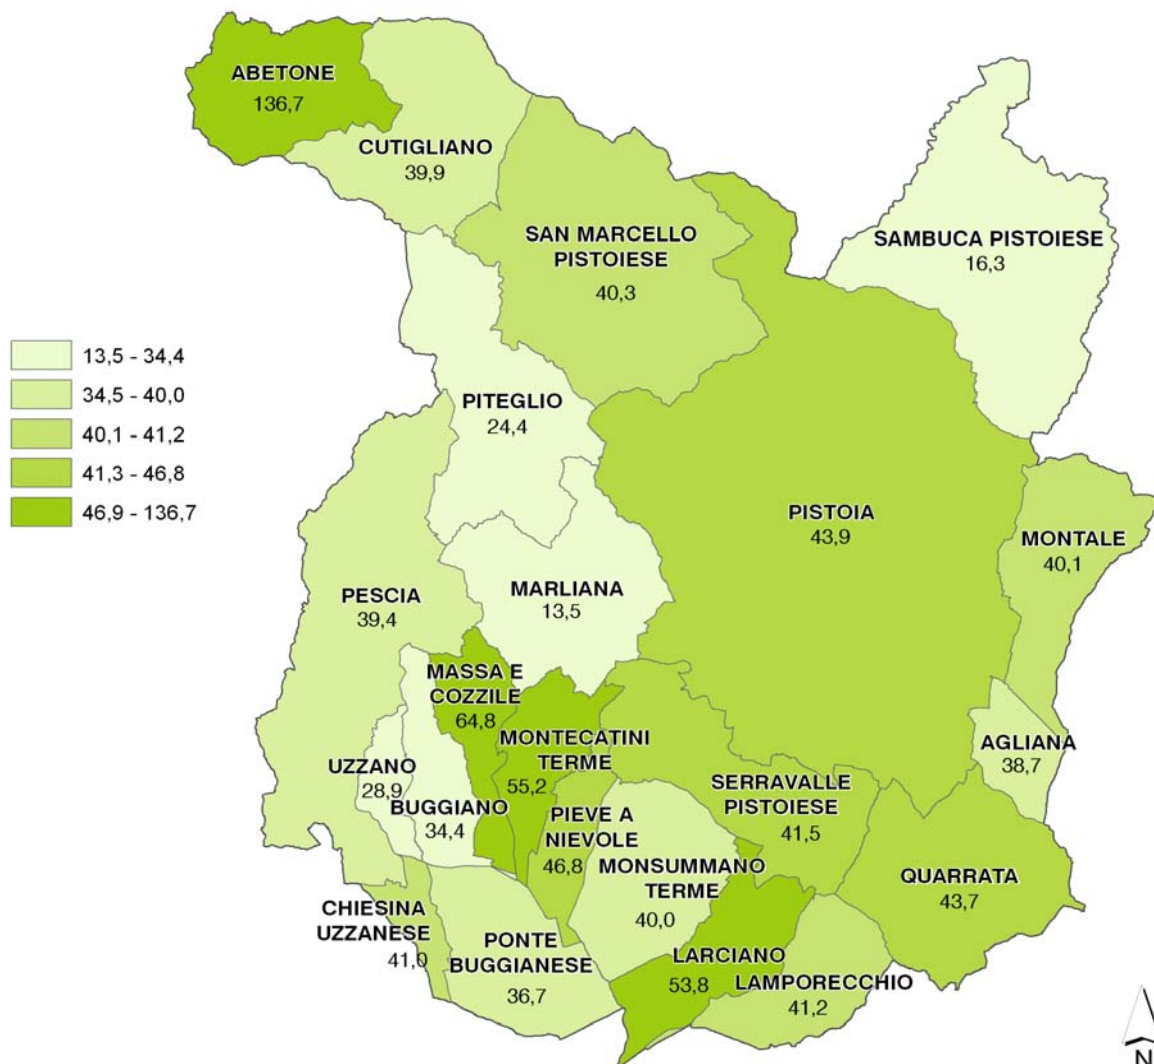 ABETONE
136,7
CUTIGLIANO
39,9
SAN MARCELLO
PISTOIESE
40,3
SAMBUCA PISTOIESE
16,3
13,5 - 34,4
34,5 - 40,0
40,1 - 41,2
41,3 - 46,8
46,9 - 136,7
PITEGLIO
24,4
PISTOIA
43,9
MONTALE
40,1
PESCIA
39,4
MARLIANA
13,5
MASSA E
COZZILE
64,8
MONTECATINI
TERME
55,2
AGLIANA
38,7
UZZANO
28,9
BUGGIANO
34,4
PIEVE A
NIEVOLE
46,8
SERRAVALLE
PISTOIESE
41,5
MONSUMMANO
TERME
40,0
QUARRATA
43,7
CHIESINA
UZZANESE
41,0
PONTE
BUGGIANESE
36,7
LARCIANO
53,8
LAMPORECCHIO
41,2
N